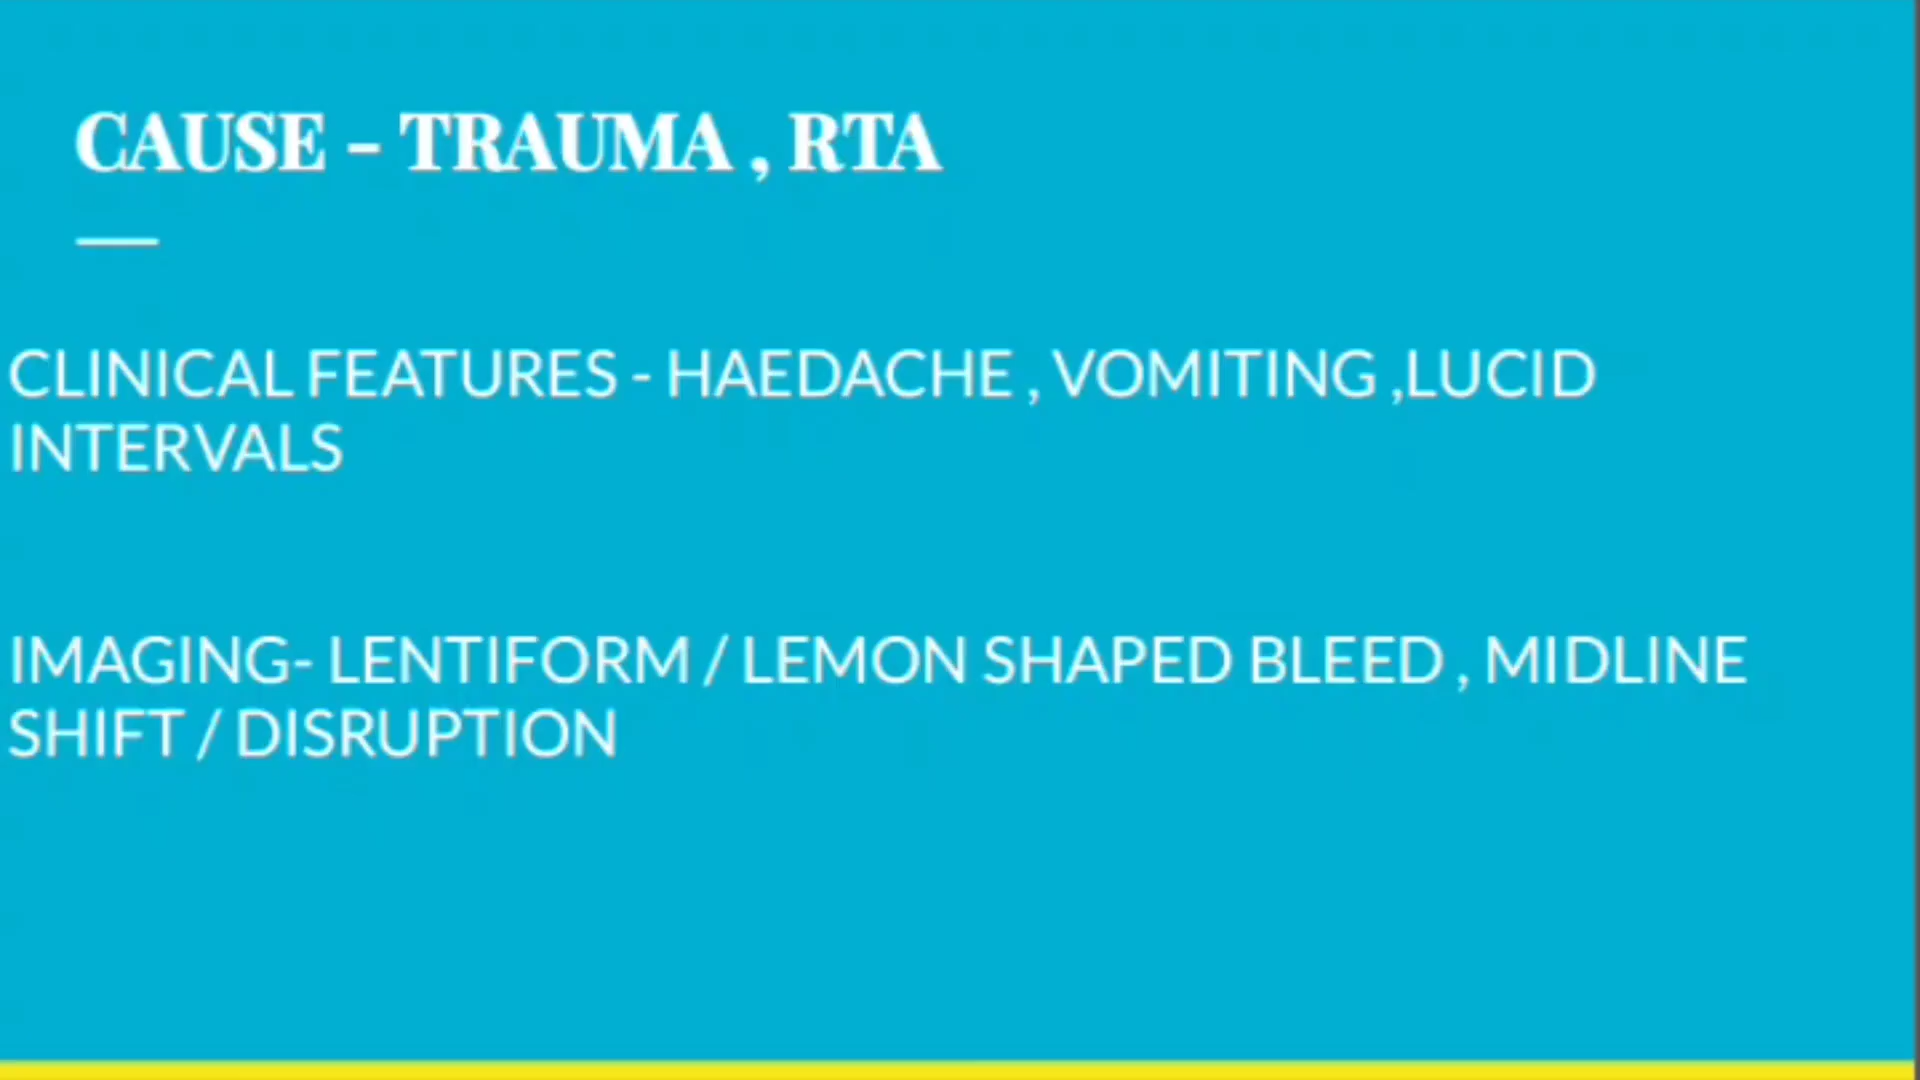 CAUSE - TRAUMA , RTA
CLINICAL FEATURES - HAEDACHE , VOMITING ,LUCID
INTERVALS
IMAGING- LENTIFORM / LEMON SHAPED BLEED , MIDLINE
SHIFT / DISRUPTION